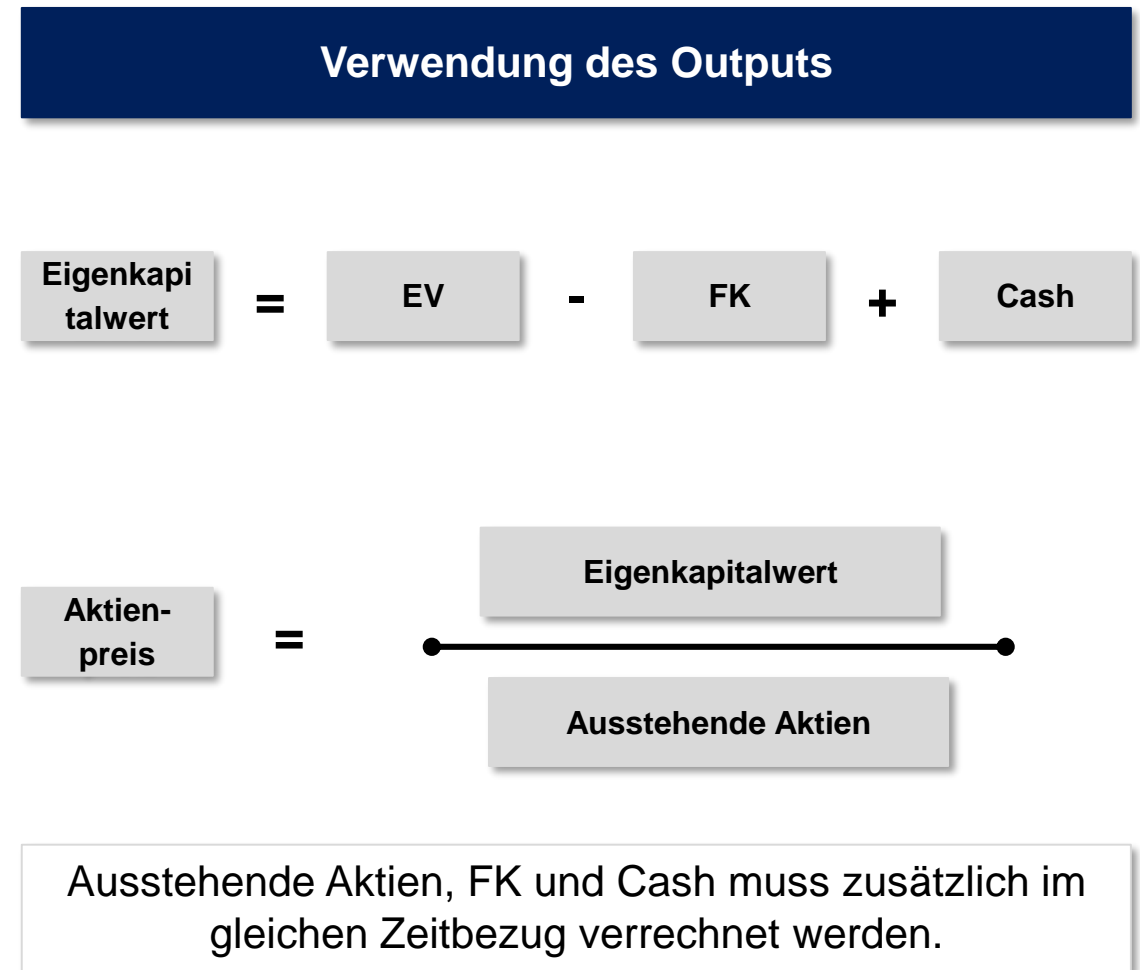 Verwendung des Outputs
Eigenkapi
talwert
=
EV
-
FK
+
Cash
Eigenkapitalwert
Aktien-
preis
=
Ausstehende Aktien
Ausstehende Aktien, FK und Cash muss zusätzlich im
gleichen Zeitbezug verrechnet werden.